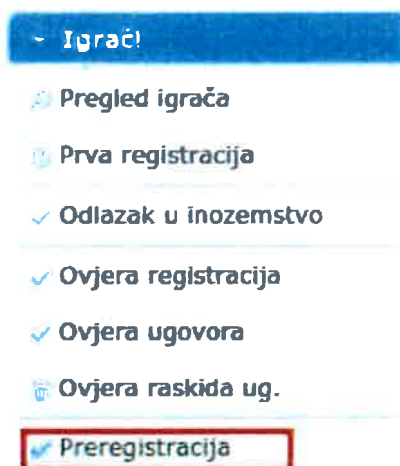 Igrači
Pregled igrača
Prva registracija
Odlazak u inozemstvo
Ovjera registracija
Ovjera ugovora
Ovjera raskida ug.
Preregistracija